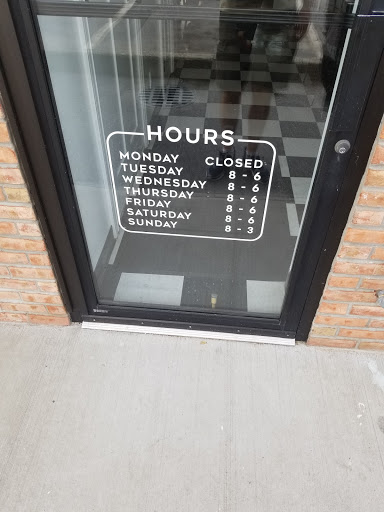 HOURS
MONDAY CLOSED
TUESDAY 8 - 6
WEDNESDAY 8 - 6
THURSDAY 8 - 6
FRIDAY 8 - 6
SATURDAY 8 - 6
SUNDAY 8 - 3